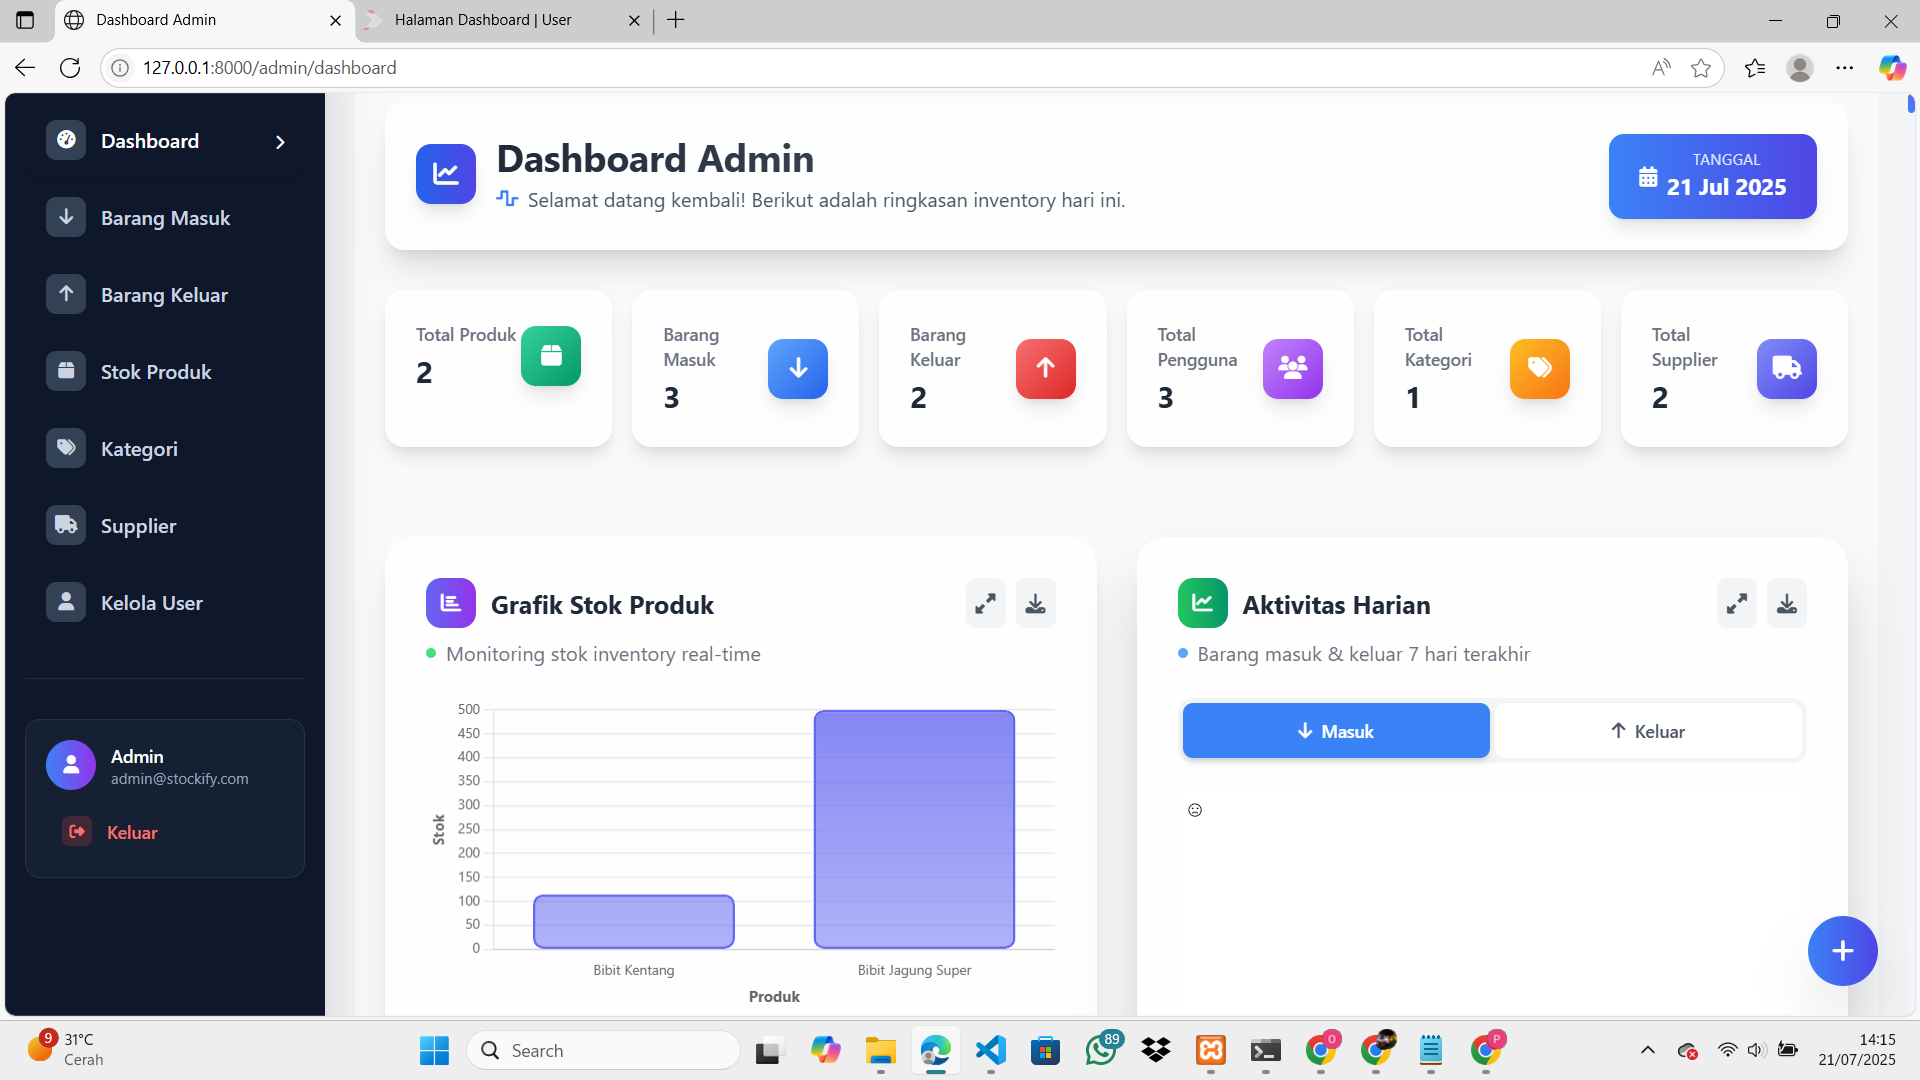 Dashboard Admin
Halaman Dashboard | User
127.0.0.1:8000/admin/dashboard
Dashboard
Barang Masuk
Barang Keluar
Stok Produk
Kategori
Supplier
Kelola User
Admin
admin@stockify.com
Keluar
Dashboard Admin
Selamat datang kembali! Berikut adalah ringkasan inventory hari ini.
TANGGAL
21 Jul 2025
Total Produk
2
Barang
Masuk
3
Barang
Keluar
2
Total
Pengguna
3
Total
Kategori
1
Total
Supplier
2
Grafik Stok Produk
Monitoring stok inventory real-time
500
450
400
350
300
250
200
150
100
50
0
Stok
Bibit Kentang
Bibit Jagung Super
Produk
Aktivitas Harian
Barang masuk & keluar 7 hari terakhir
Masuk
Keluar
9
31°C
Cerah
Search
89
O
P
14:15
21/07/2025